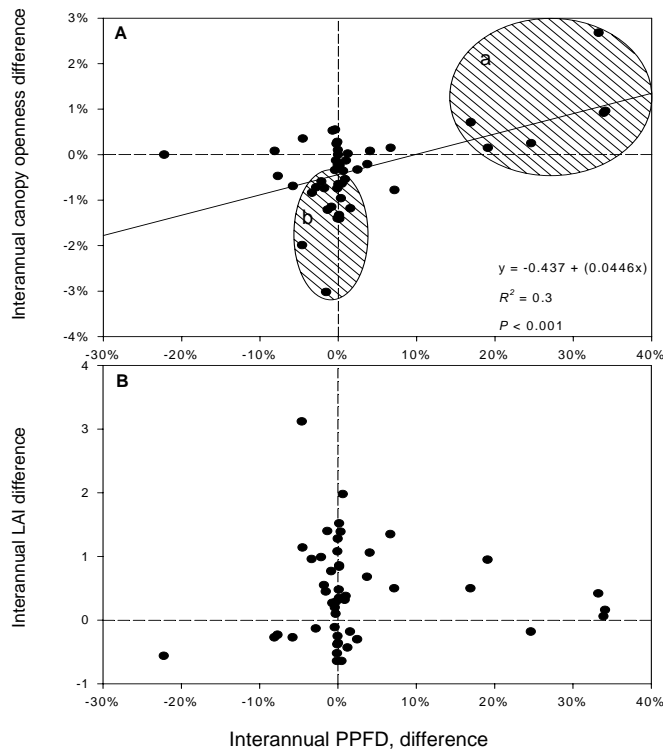 A
3%
2%
1%
0%
-1%
-2%
-3%
-4%
Interannual canopy openness difference
a
b
y = -0.437 + (0.0446x)
R² = 0.3
P < 0.001
-30% -20% -10% 0% 10% 20% 30% 40%
B
4
3
2
1
0
-1
Interannual LAI difference
-30% -20% -10% 0% 10% 20% 30% 40%
Interannual PPFD, difference